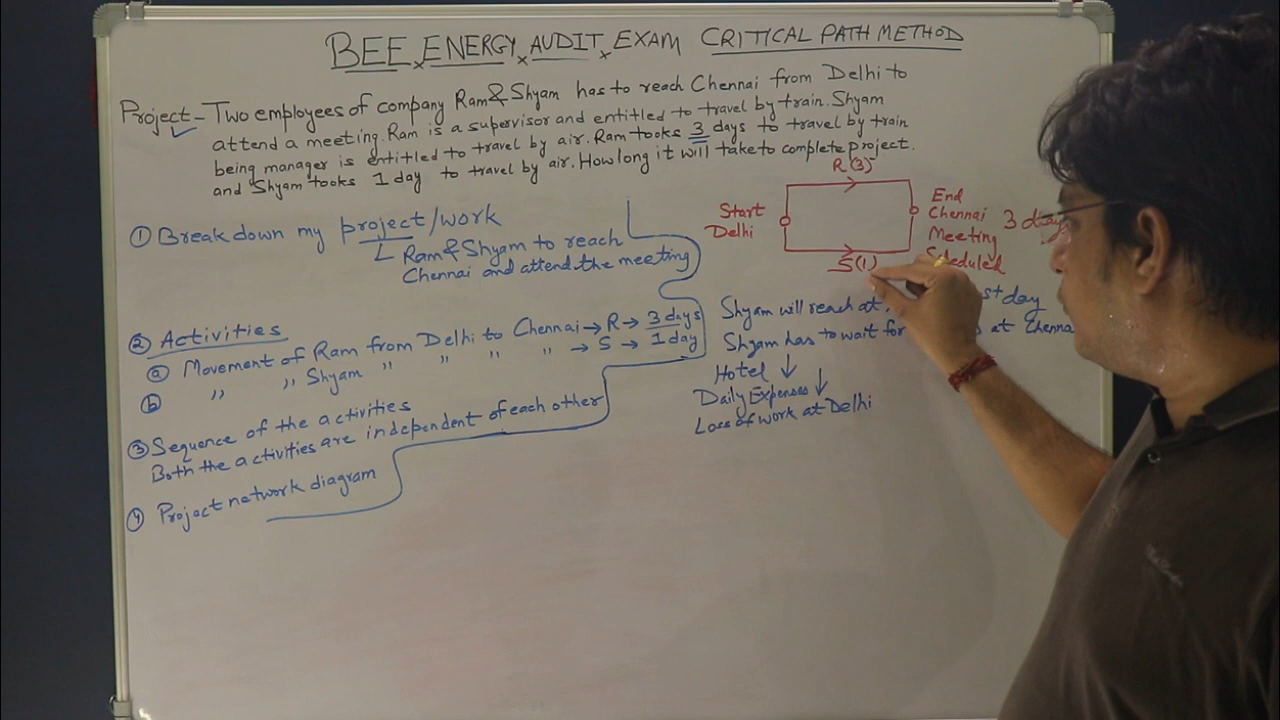 BEE ENERGY AUDIT EXAM CRITICAL PATH METHOD
Project - Two employees of company Ram & Shyam has to reach Chennai from Delhi to
attend a meeting. Ram is a supervisor and entitled to travel by train. Shyam
being manager is entitled to travel by air. Ram tooks 3 days to travel by train
and Shyam tooks 1 day to travel by air. How long it will take to complete project.
① Break down my project/work
Ram & Shyam to reach
Chennai and attend the meeting
② Activities
ⓐ Movement of Ram from Delhi to Chennai → R → 3 days
ⓑ " " Shyam " " " " → S → 1 day
③ Sequence of the activities
Both the activities are independent of each other
④ Project network diagram
R (3)
Start
Delhi
End
Chennai
Meeting
Scheduled
3 days
S(1)
Shyam will reach at st day
Shyam has to wait for at Chenna
Hotel ↓
Daily Expenses ↓
Loss of work at Delhi